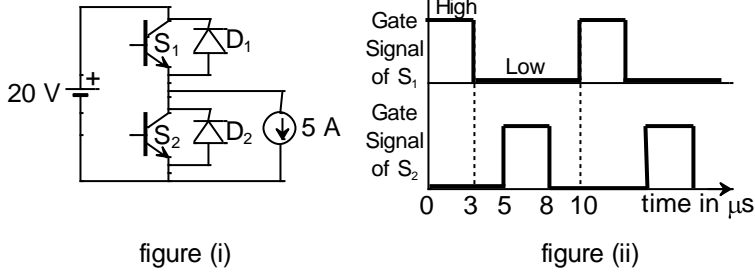 S1 D1
20 V +
S2 D2 5 A
figure (i)
High
Gate
Signal
of S1
Low
Gate
Signal
of S2
0 3 5 8 10 time in μs
figure (ii)